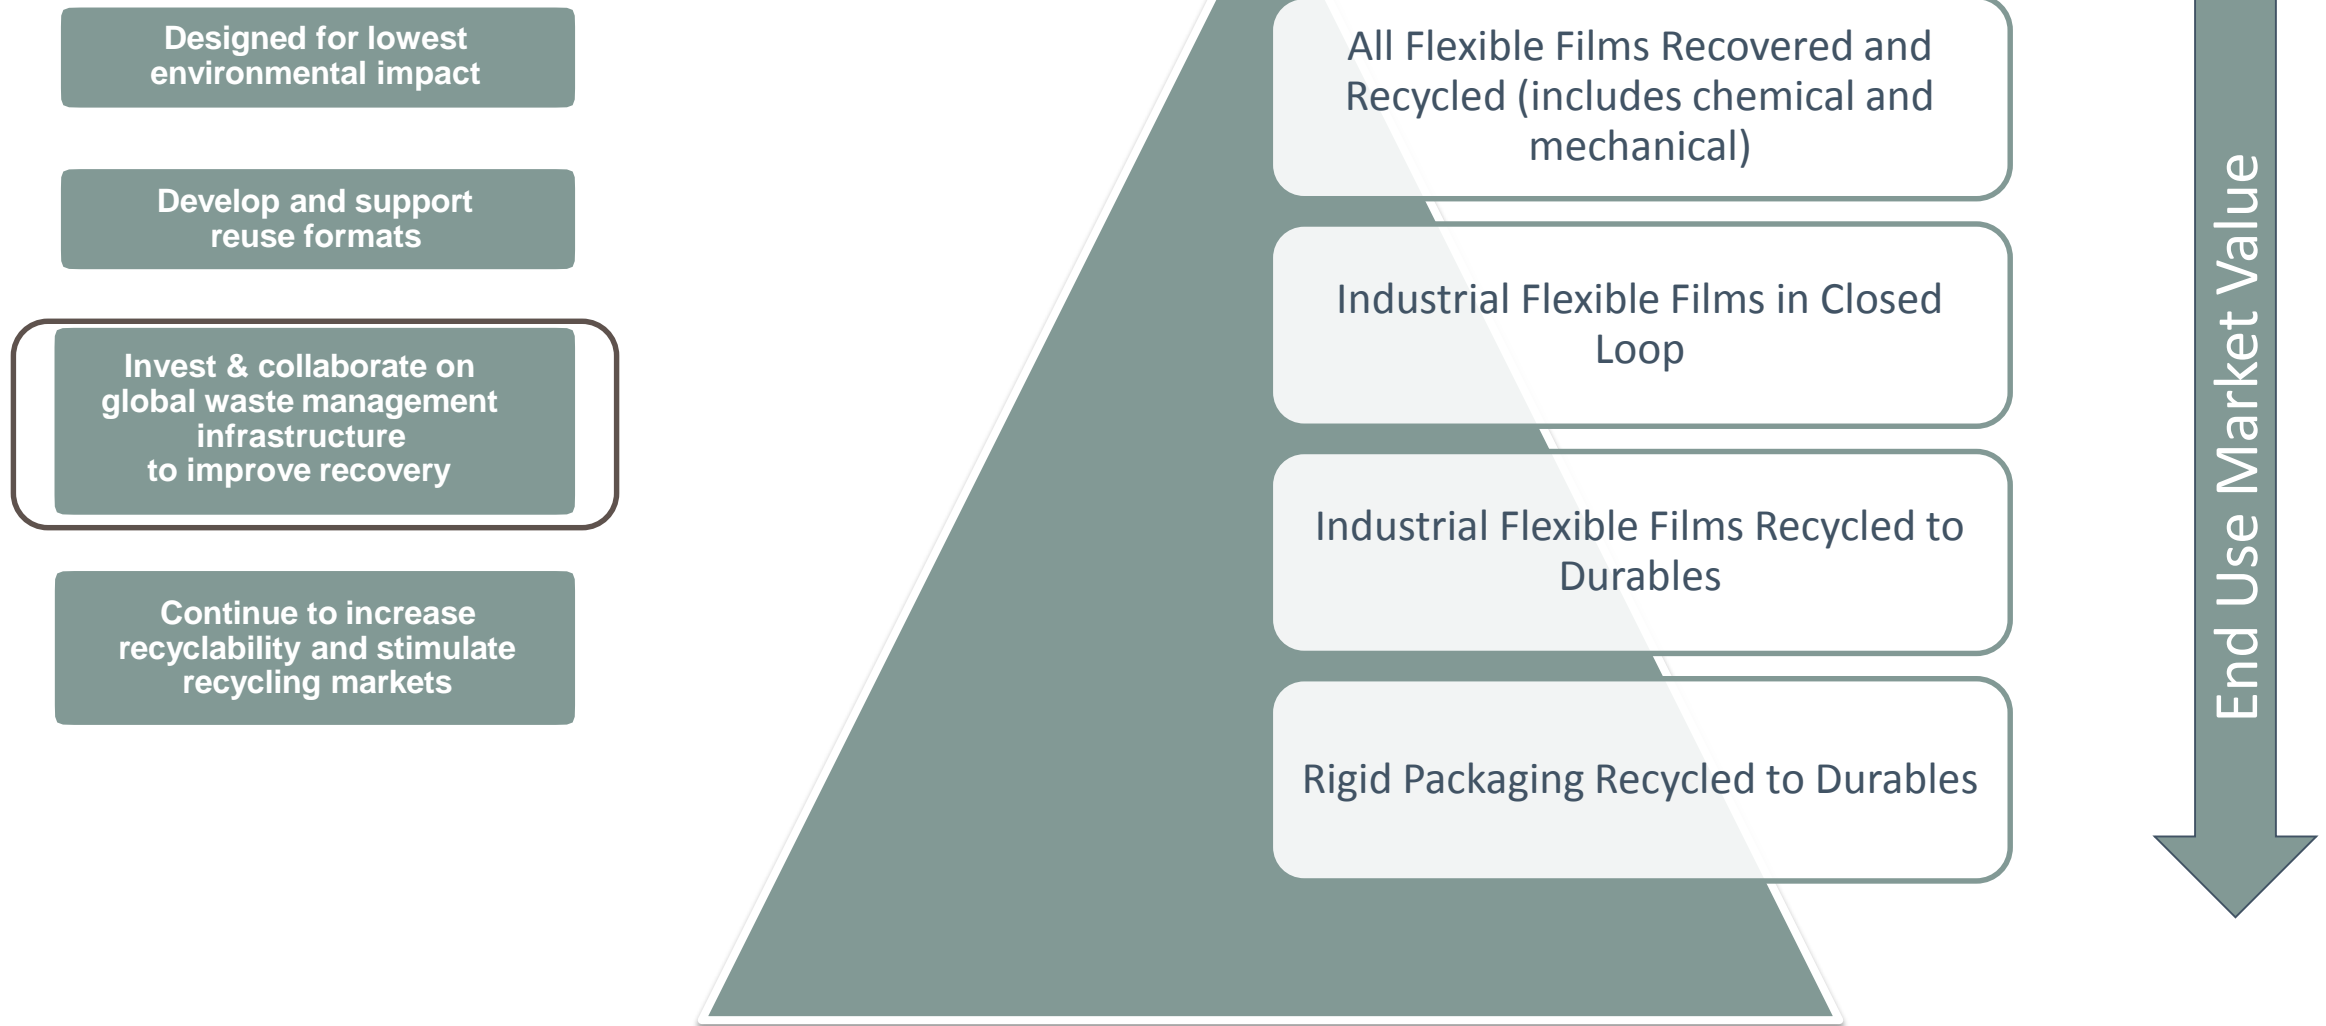 Designed for lowest
environmental impact
Develop and support
reuse formats
Invest & collaborate on
global waste management
infrastructure
to improve recovery
Continue to increase
recyclability and stimulate
recycling markets
All Flexible Films Recovered and
Recycled (includes chemical and
mechanical)
Industrial Flexible Films in Closed
Loop
Industrial Flexible Films Recycled to
Durables
Rigid Packaging Recycled to Durables
End Use Market Value